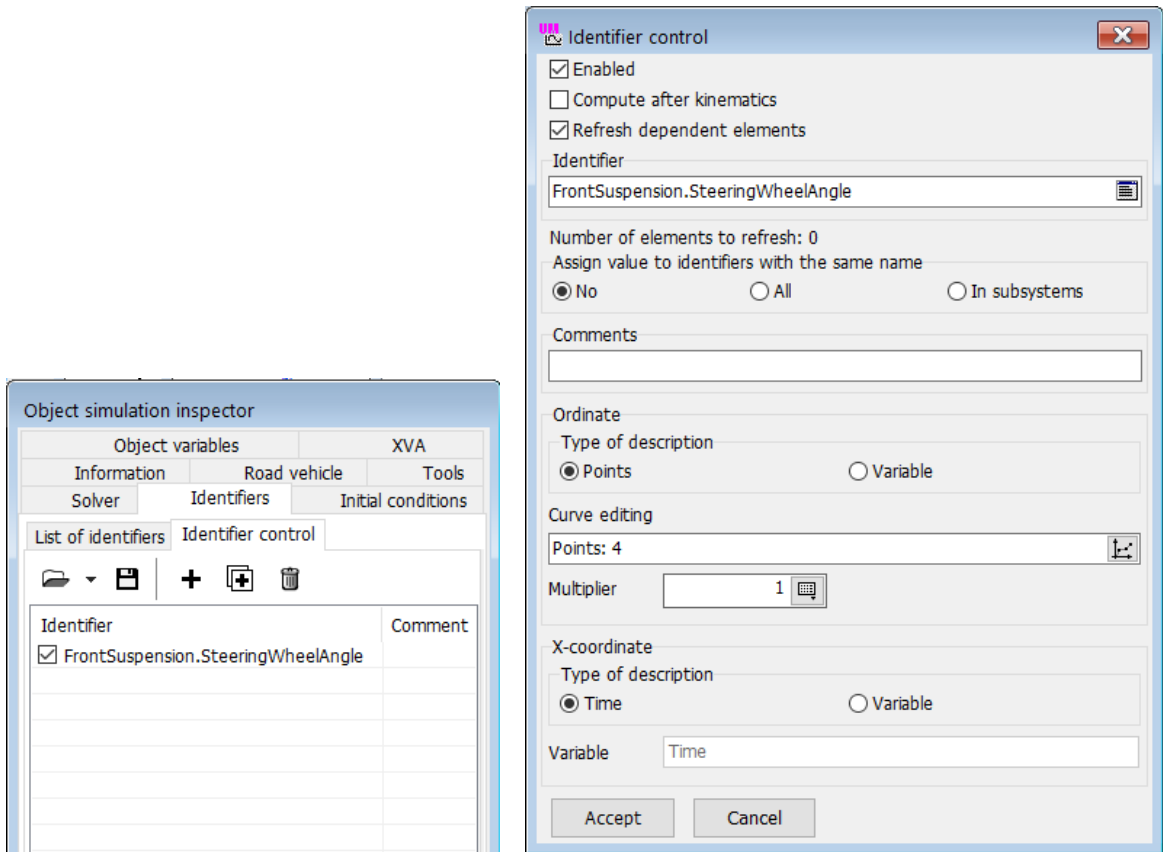 Object simulation inspector
Object variables XVA
Information Road vehicle Tools
Solver Identifiers Initial conditions
List of identifiers Identifier control
Identifier Comment
FrontSuspension.SteeringWheelAngle
UM Identifier control
Enabled
Compute after kinematics
Refresh dependent elements
Identifier
FrontSuspension.SteeringWheelAngle
Number of elements to refresh: 0
Assign value to identifiers with the same name
No All In subsystems
Comments
Ordinate
Type of description
Points Variable
Curve editing
Points: 4
Multiplier 1
X-coordinate
Type of description
Time Variable
Variable Time
Accept Cancel